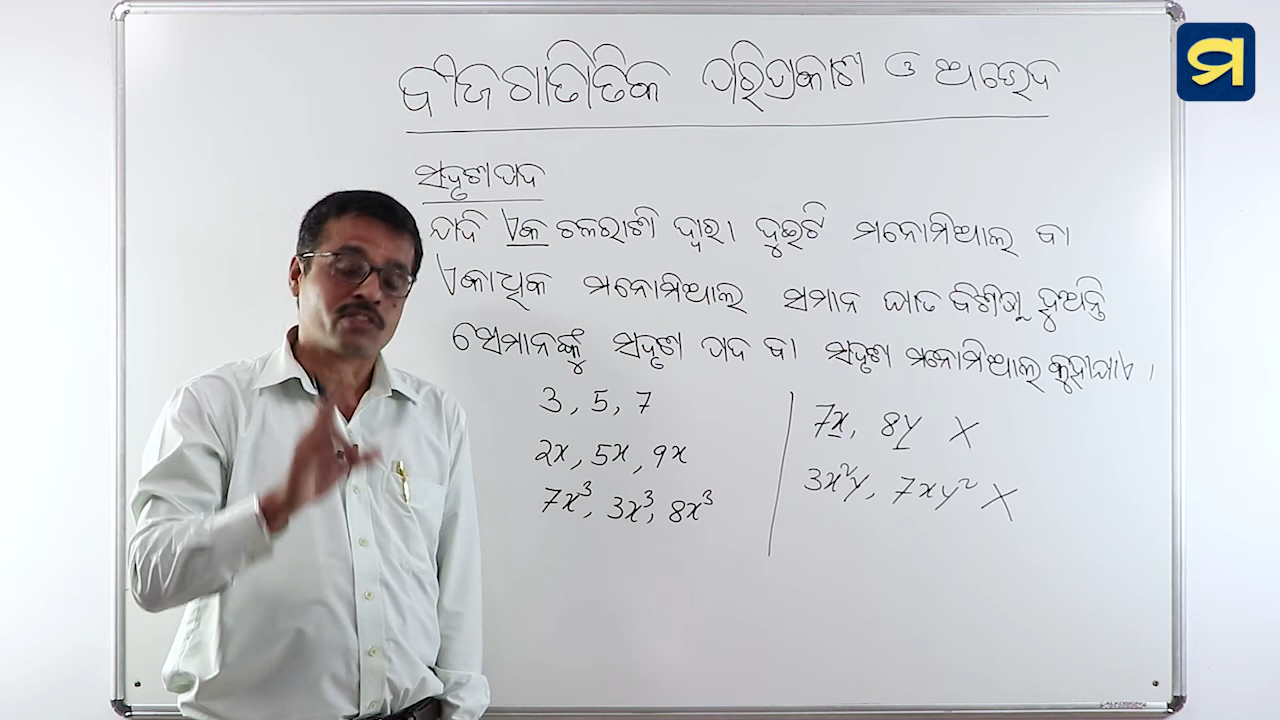 ବୀଜଗାଣିତିକ ପରିପ୍ରକାଶ ଓ ଅଭେଦ
ସଦୃଶ ପଦ
ଯଦି ଏକ ଚଳରାଶି ଦ୍ୱାରା ଦୁଇଟି ମନୋମିଆଲ ବା
ଏକାଧିକ ମନୋମିଆଲ ସମାନ ଘାତ ବିଶିଷ୍ଟ ହୁଅନ୍ତି
ସେମାନଙ୍କୁ ସଦୃଶ ପଦ ବା ସଦୃଶ ମନୋମିଆଲ କୁହାଯାଏ ।
3, 5, 7
2x, 5x, 9x
7x³, 3x³, 8x³
7x, 8y X
3x²y, 7xy² X
ମ